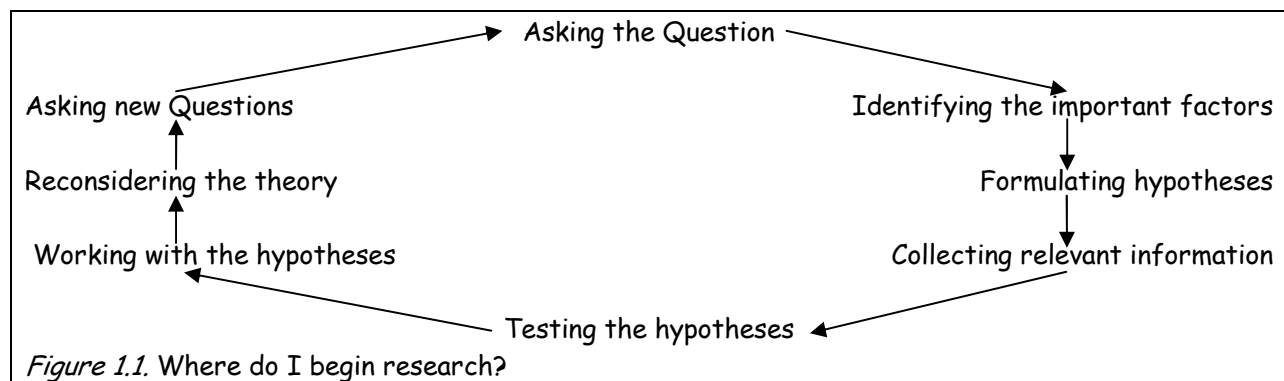 Asking the Question
Asking new Questions
Identifying the important factors
Reconsidering the theory
Formulating hypotheses
Working with the hypotheses
Collecting relevant information
Testing the hypotheses
Figure 1.1. Where do I begin research?